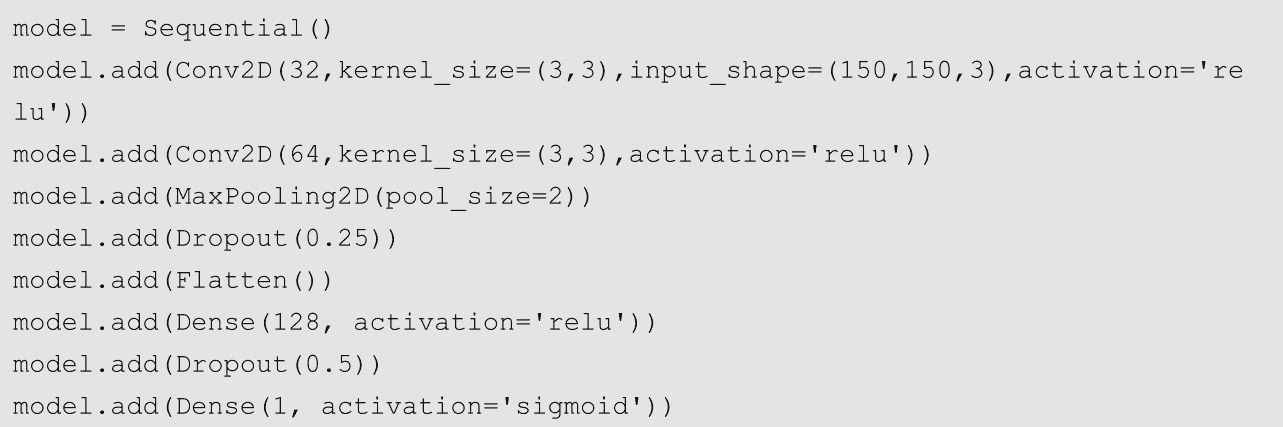 model = Sequential()
model.add(Conv2D(32,kernel_size=(3,3),input_shape=(150,150,3),activation='re
lu'))
model.add(Conv2D(64,kernel_size=(3,3),activation='relu'))
model.add(MaxPooling2D(pool_size=2))
model.add(Dropout(0.25))
model.add(Flatten())
model.add(Dense(128, activation='relu'))
model.add(Dropout(0.5))
model.add(Dense(1, activation='sigmoid'))